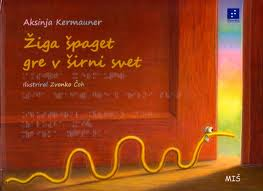 Aksinja Kermauner
Žiga špaget
gre v širni svet
ilustriral Zvonko Čoh
MIŠ